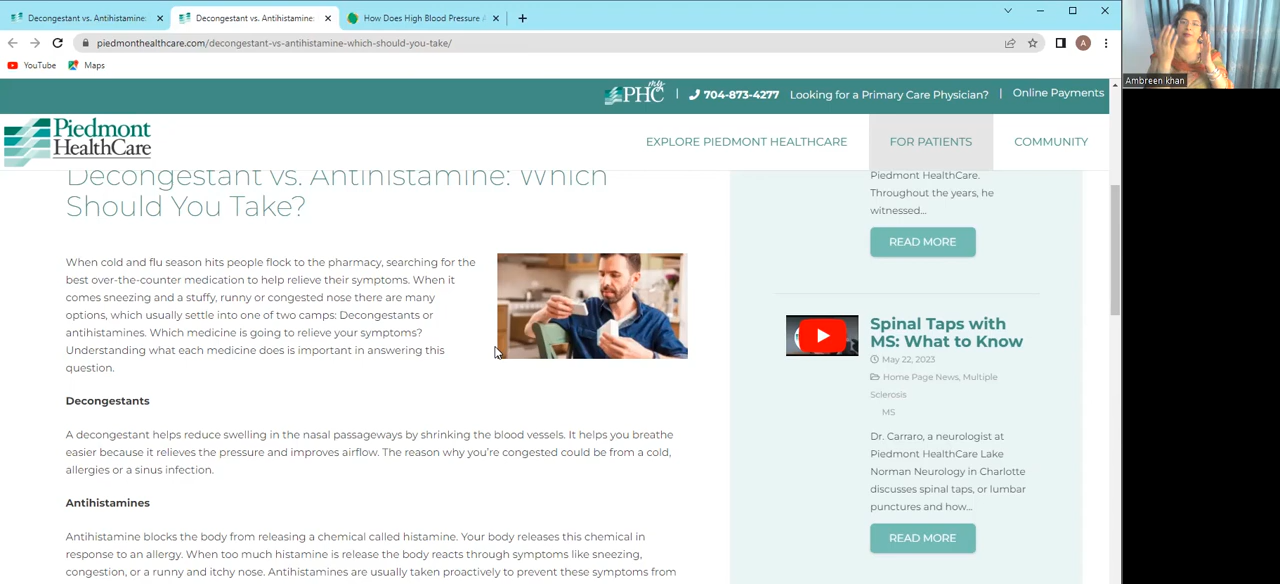 Decongestant vs. Antihistamine:
Decongestant vs. Antihistamine:
How Does High Blood Pressure
piedmonthealthcare.com/decongestant-vs-antihistamine-which-should-you-take/
A
YouTube
Maps
Ambreen khan
my
PHC
704-873-4277
Looking for a Primary Care Physician?
Online Payments
Piedmont
HealthCare
EXPLORE PIEDMONT HEALTHCARE
FOR PATIENTS
COMMUNITY
Decongestant vs. Antihistamine: Which
Should You Take?
When cold and flu season hits people flock to the pharmacy, searching for the
best over-the-counter medication to help relieve their symptoms. When it
comes sneezing and a stuffy, runny or congested nose there are many
options, which usually settle into one of two camps: Decongestants or
antihistamines. Which medicine is going to relieve your symptoms?
Understanding what each medicine does is important in answering this
question.
Decongestants
A decongestant helps reduce swelling in the nasal passageways by shrinking the blood vessels. It helps you breathe
easier because it relieves the pressure and improves airflow. The reason why you're congested could be from a cold,
allergies or a sinus infection.
Antihistamines
Antihistamine blocks the body from releasing a chemical called histamine. Your body releases this chemical in
response to an allergy. When too much histamine is release the body reacts through symptoms like sneezing,
congestion, or a runny and itchy nose. Antihistamines are usually taken proactively to prevent these symptoms from
Piedmont HealthCare.
Throughout the years, he
witnessed...
READ MORE
Spinal Taps with
MS: What to Know
May 22, 2023
Home Page News, Multiple
Sclerosis
MS
Dr. Carraro, a neurologist at
Piedmont HealthCare Lake
Norman Neurology in Charlotte
discusses spinal taps, or lumbar
punctures and how...
READ MORE